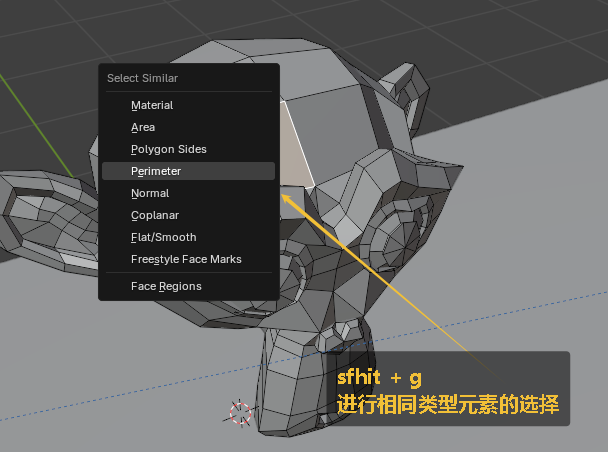 Select Similar
Material
Area
Polygon Sides
Perimeter
Normal
Coplanar
Flat/Smooth
Freestyle Face Marks
Face Regions
sfhit + g
进行相同类型元素的选择